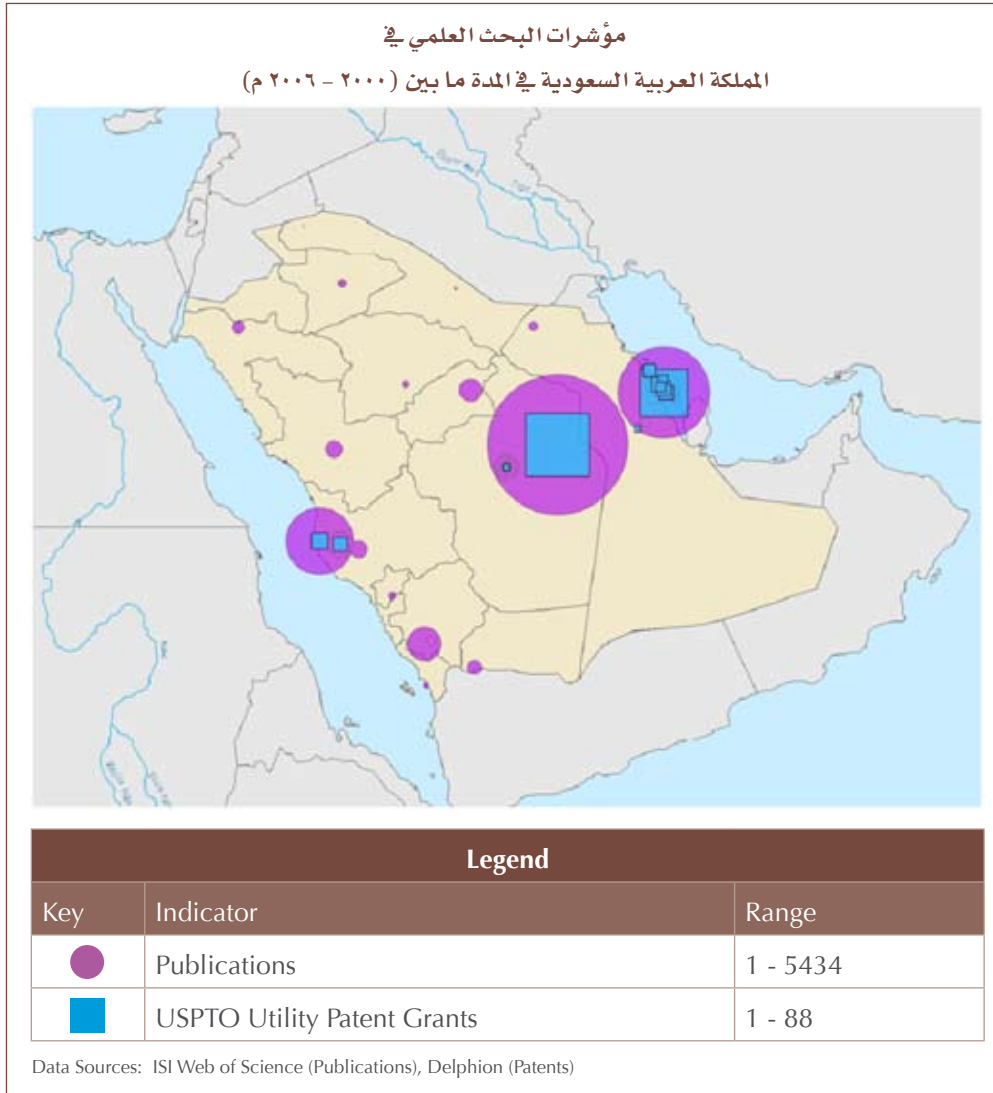 مؤشرات البحث العلمي في
المملكة العربية السعودية في المدة ما بين (٢٠٠٠ - ٢٠٠٦ م)
Legend
Key Indicator Range
Publications 1 - 5434
USPTO Utility Patent Grants 1 - 88
Data Sources: ISI Web of Science (Publications), Delphion (Patents)